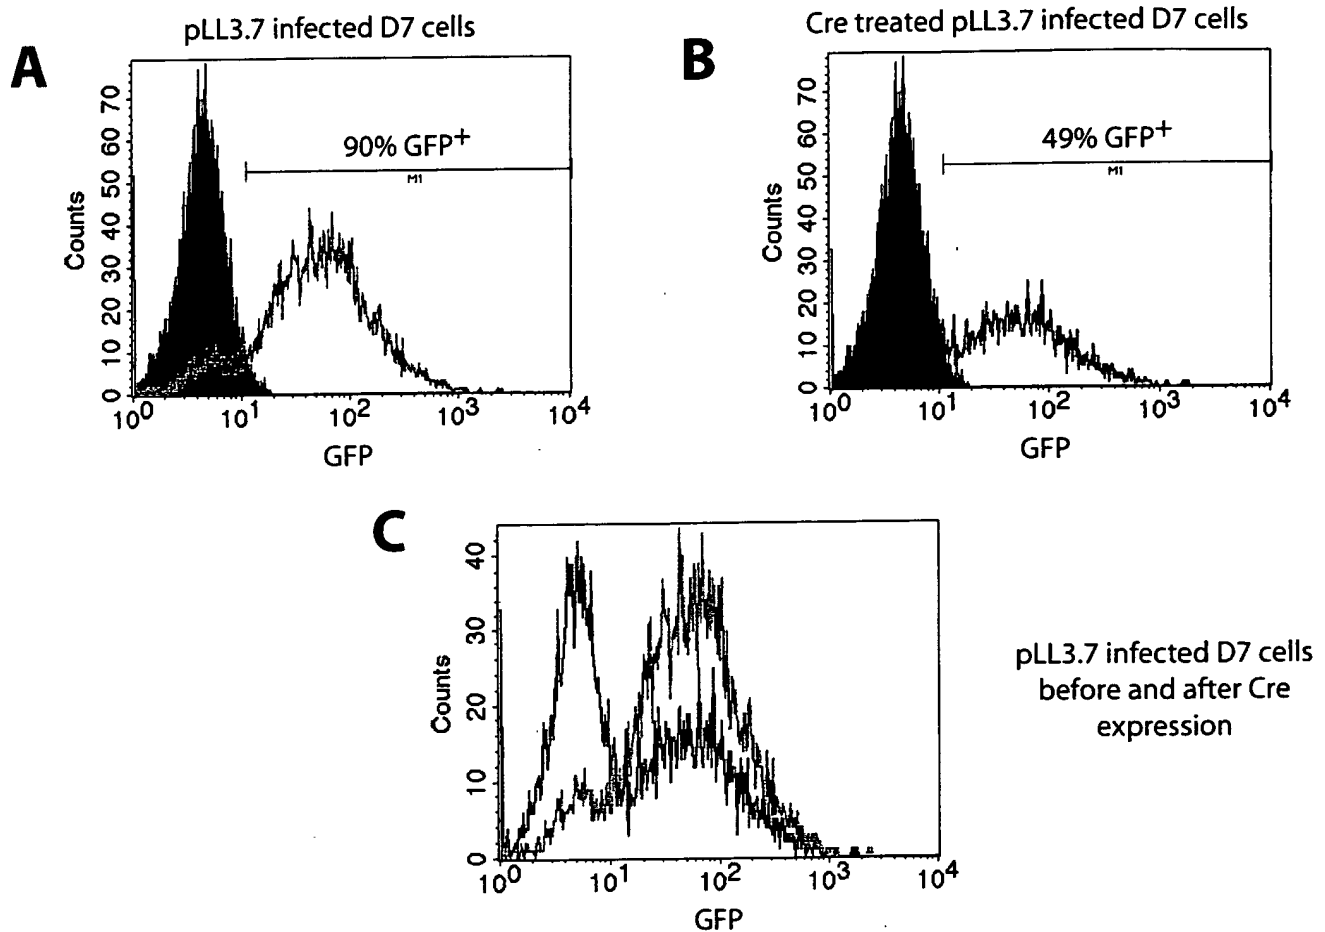 A
pLL3.7 infected D7 cells
90% GFP+
M1
Counts
0 10 20 30 40 50 60 70
10^0 10^1 10^2 10^3 10^4
GFP
B
Cre treated pLL3.7 infected D7 cells
49% GFP+
M1
Counts
0 10 20 30 40 50 60 70
10^0 10^1 10^2 10^3 10^4
GFP
C
Counts
0 10 20 30 40
10^0 10^1 10^2 10^3 10^4
GFP
pLL3.7 infected D7 cells
before and after Cre
expression